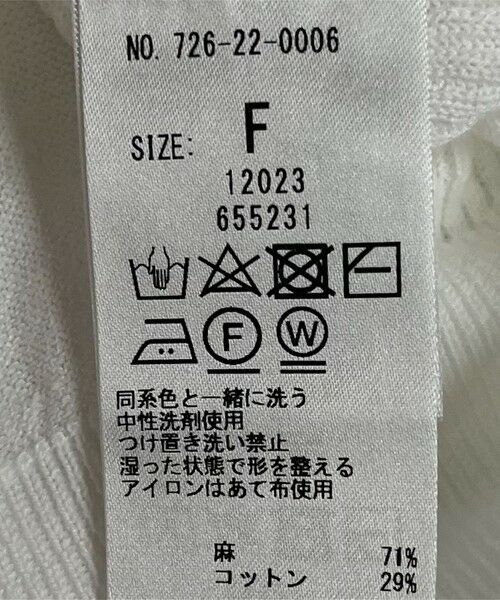 NO. 726-22-0006
SIZE: F
12023
655231
F W
同系色と一緒に洗う
中性洗剤使用
つけ置き洗い禁止
湿った状態で形を整える
アイロンはあて布使用
麻 71%
コットン 29%